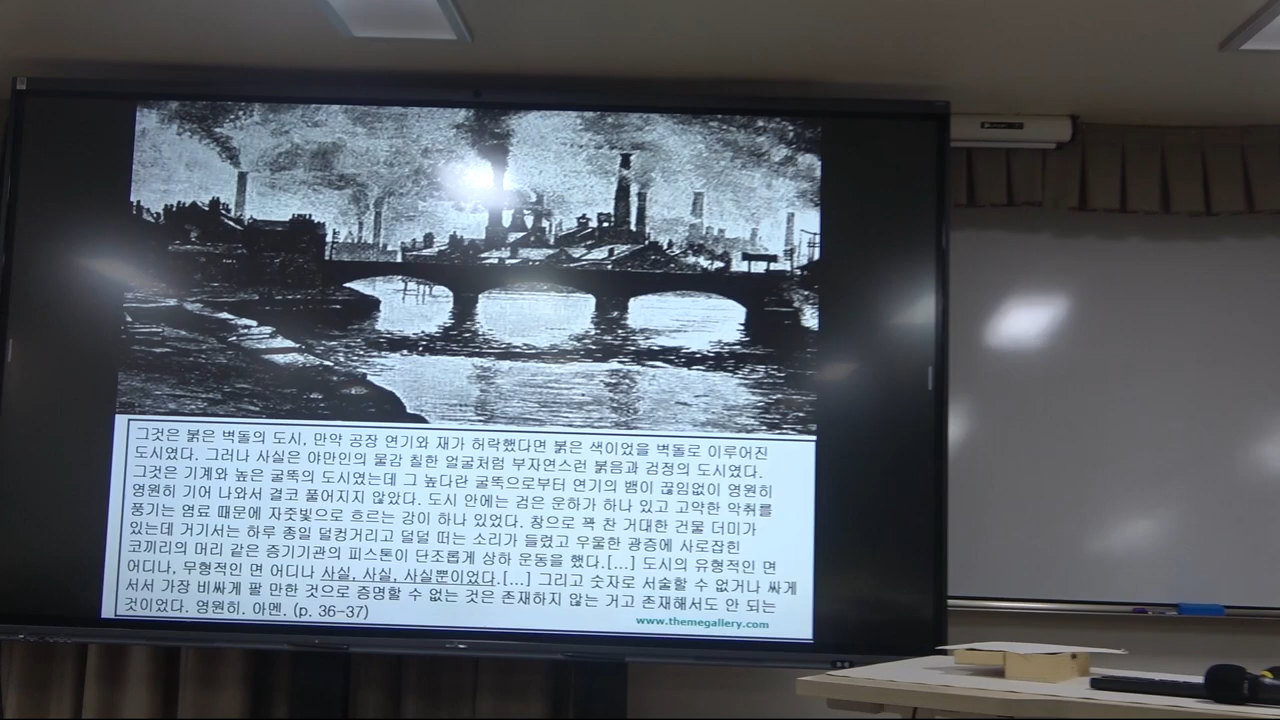 그것은 붉은 벽돌의 도시, 만약 공장 연기와 재가 허락했다면 붉은 색이었을 벽돌로 이루어진
도시였다. 그러나 사실은 야만인의 물감 칠한 얼굴처럼 부자연스런 붉음과 검정의 도시였다.
그것은 기계와 높은 굴뚝의 도시였는데 그 높다란 굴뚝으로부터 연기의 뱀이 끊임없이 영원히
영원히 기어 나와서 결코 풀어지지 않았다. 도시 안에는 검은 운하가 하나 있고 고약한 악취를
풍기는 염료 때문에 자줏빛으로 흐르는 강이 하나 있었다. 창으로 꽉 찬 거대한 건물 더미가
있는데 거기서는 하루 종일 덜컹거리고 덜덜 떠는 소리가 들렸고 우울한 광증에 사로잡힌
코끼리의 머리 같은 증기기관의 피스톤이 단조롭게 상하 운동을 했다.[…] 도시의 유형적인 면
어디나, 무형적인 면 어디나 사실, 사실, 사실뿐이었다.[…] 그리고 숫자로 서술할 수 없거나 싸게
서서 가장 비싸게 팔 만한 것으로 증명할 수 없는 것은 존재하지 않는 거고 존재해서도 안 되는
것이었다. 영원히. 아멘. (p. 36-37)
www.themegallery.com